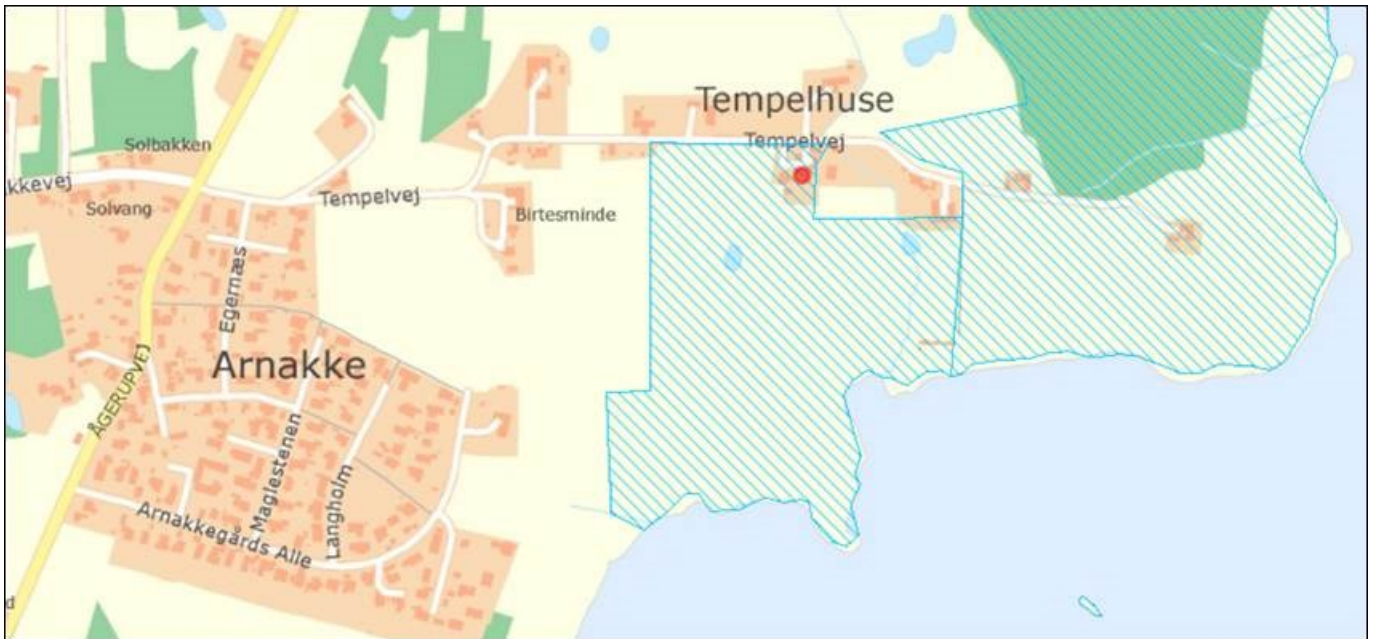 Tempelhuse
Tempelvej
Solbakken
kkevej
Solvang
Tempelvej
Birtesminde
Egernæs
Arnakke
ÅGERUPVEJ
Maglestenen
Langholm
Arnakkegårds Alle
d